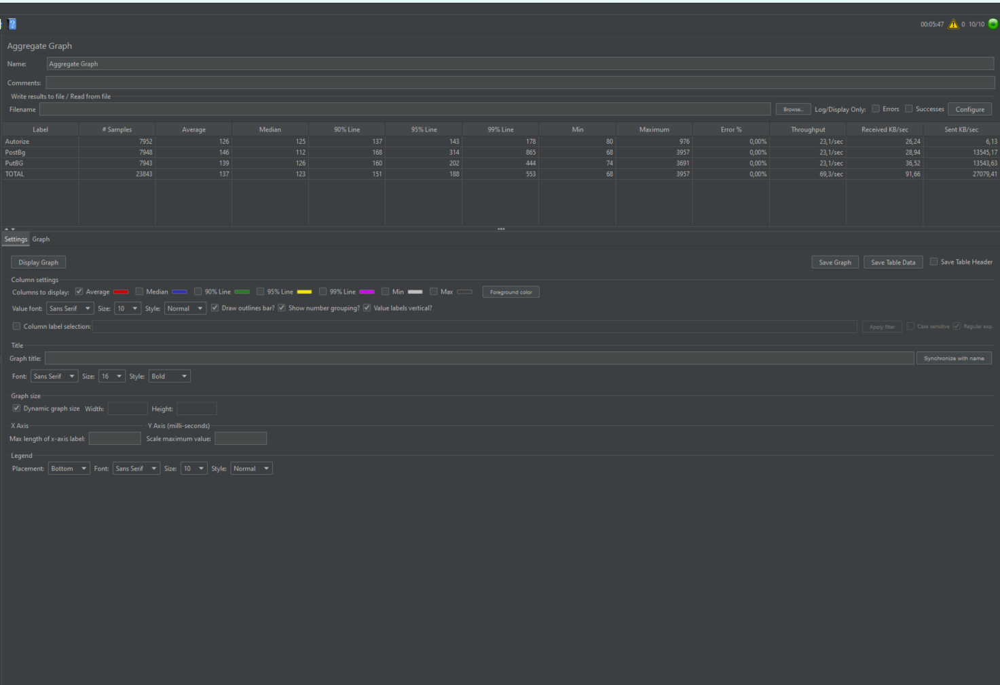 00:05:47 0 10/10
Aggregate Graph
Name: Aggregate Graph
Comments:
Write results to file / Read from file
Filename Browse... Log/Display Only: Errors Successes Configure
Label # Samples Average Median 90% Line 95% Line 99% Line Min Maximum Error % Throughput Received KB/sec Sent KB/sec
Autorize 7952 126 125 137 143 178 80 976 0,00% 23,1/sec 26,24 6,13
PostBg 7948 146 112 168 314 865 68 3957 0,00% 23,1/sec 28,94 13545,17
PutBG 7943 139 126 160 202 444 74 3691 0,00% 23,1/sec 36,52 13543,63
TOTAL 23843 137 123 151 188 553 68 3957 0,00% 69,3/sec 91,66 27079,41
Settings Graph
Display Graph Save Graph Save Table Data Save Table Header
Column settings
Columns to display: Average Median 90% Line 95% Line 99% Line Min Max Foreground color
Value font: Sans Serif Size: 10 Style: Normal Draw outlines bar? Show number grouping? Value labels vertical?
Column label selection: Apply filter Case sensitive Regular exp.
Title
Graph title: Synchronize with name
Font: Sans Serif Size: 16 Style: Bold
Graph size
Dynamic graph size Width: Height:
X Axis Y Axis (milli-seconds)
Max length of x-axis label: Scale maximum value:
Legend
Placement: Bottom Font: Sans Serif Size: 10 Style: Normal